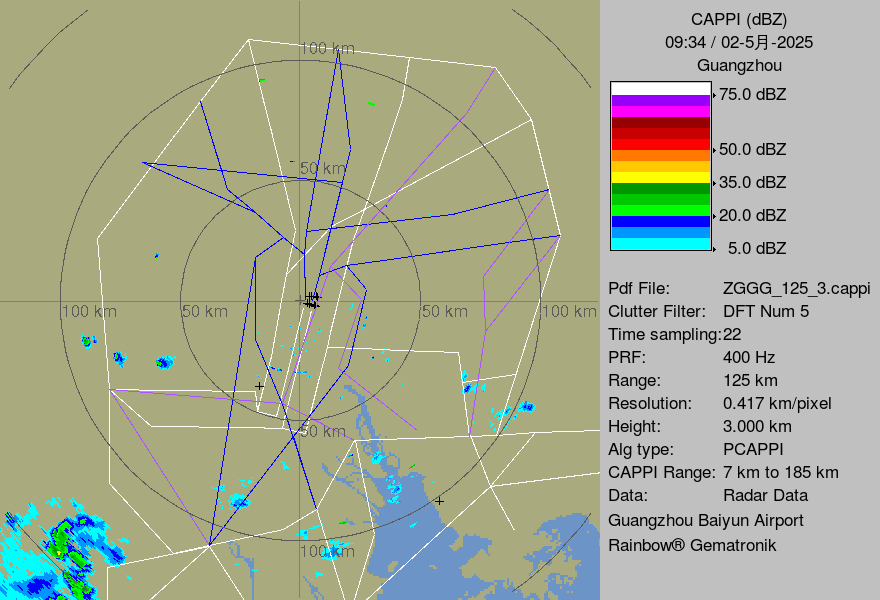 CAPPI (dBZ)
09:34 / 02-5月-2025
Guangzhou
75.0 dBZ
50.0 dBZ
35.0 dBZ
20.0 dBZ
5.0 dBZ
Pdf File: ZGGG_125_3.cappi
Clutter Filter: DFT Num 5
Time sampling:22
PRF: 400 Hz
Range: 125 km
Resolution: 0.417 km/pixel
Height: 3.000 km
Alg type: PCAPPI
CAPPI Range: 7 km to 185 km
Data: Radar Data
Guangzhou Baiyun Airport
Rainbow® Gematronik
100 km
50 km
100 km
50 km
50 km
100 km
50 km
100 km